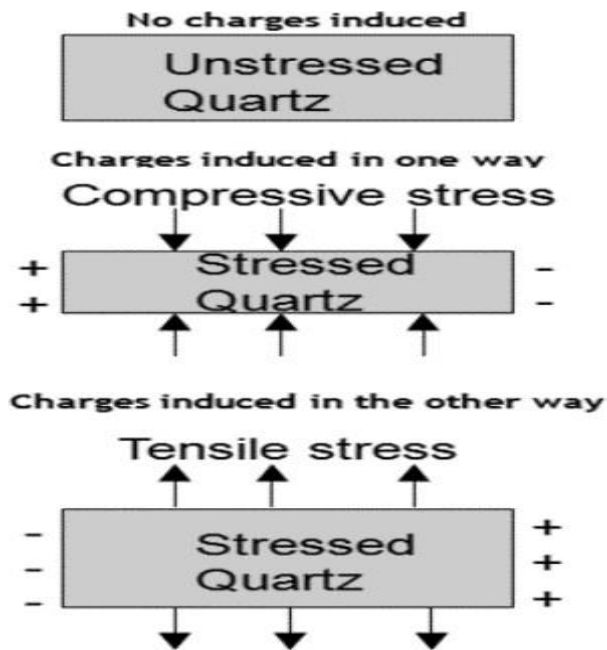 No charges induced
Unstressed
Quartz
Charges induced in one way
Compressive stress
+ Stressed -
+ Quartz -
Charges induced in the other way
Tensile stress
- +
- Stressed +
- Quartz +